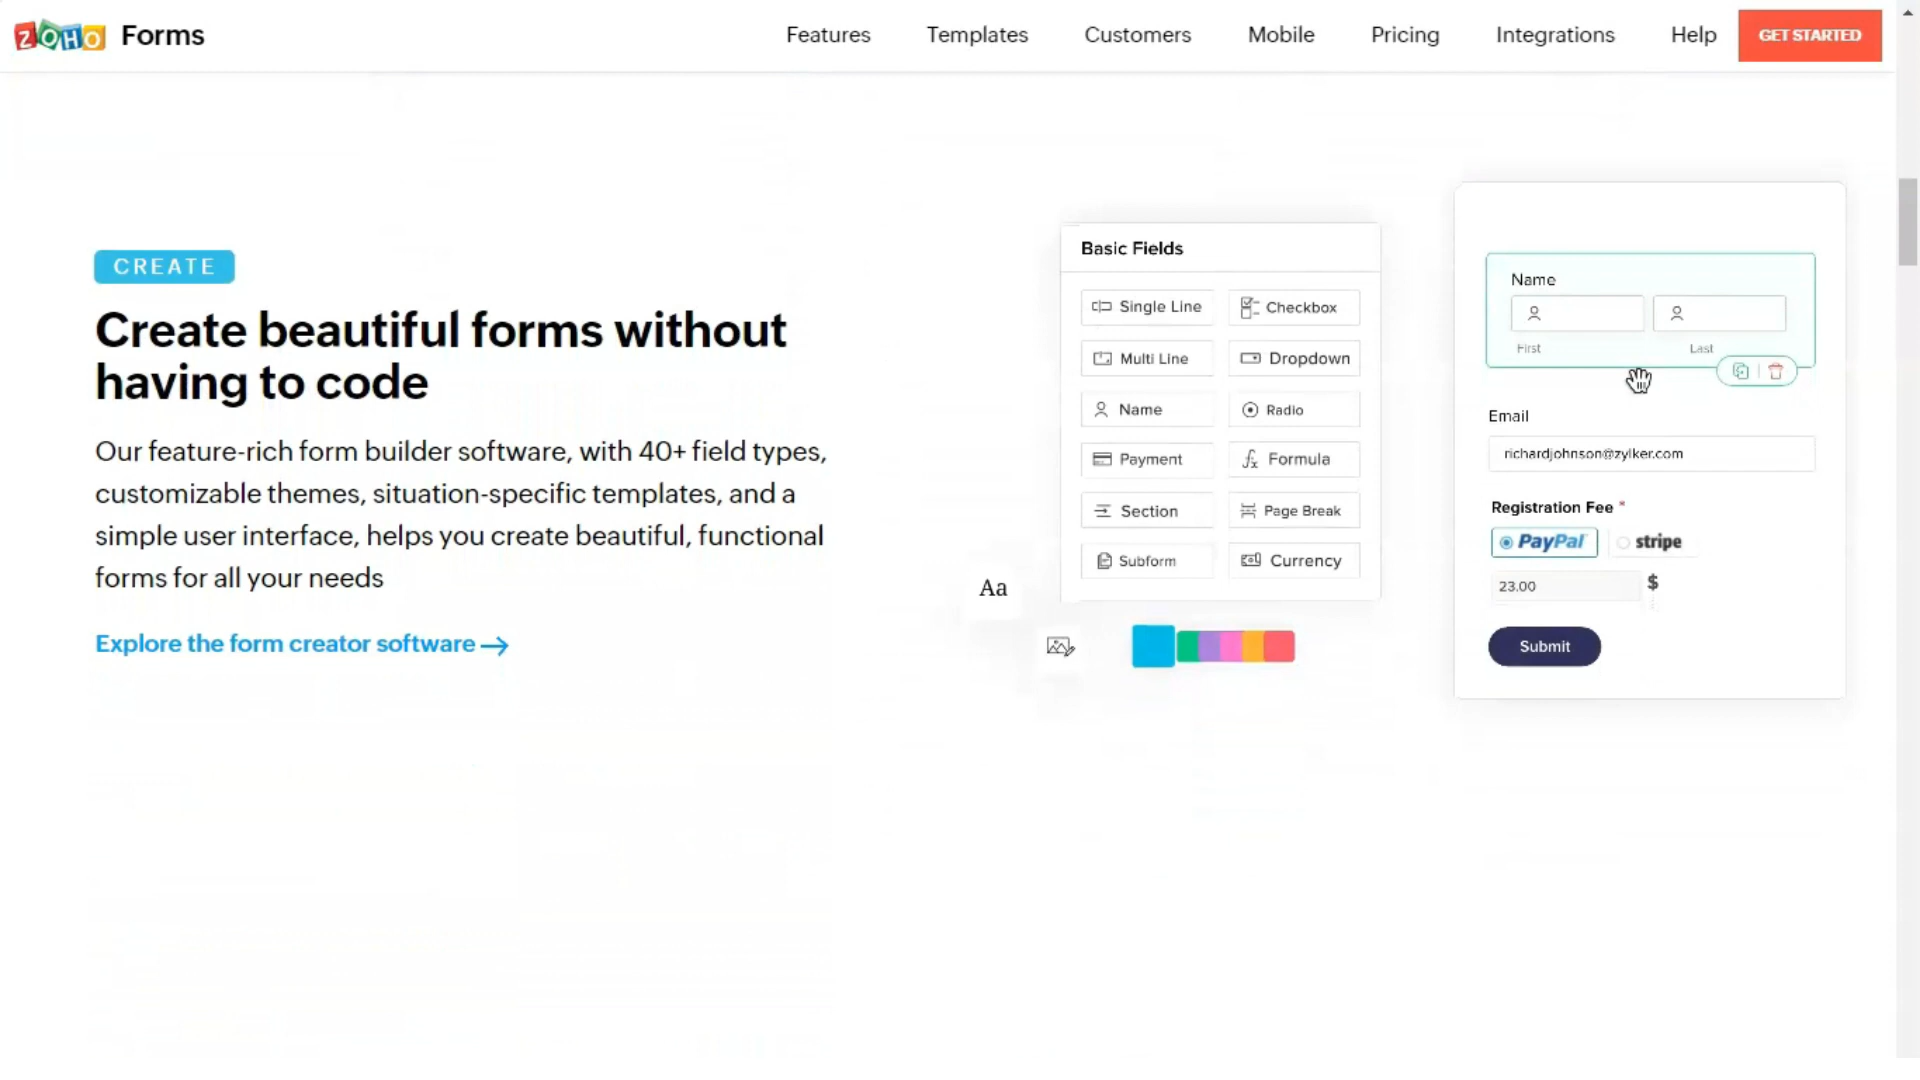 ZOHO Forms
Features Templates Customers Mobile Pricing Integrations Help GET STARTED
CREATE
Create beautiful forms without
having to code
Our feature-rich form builder software, with 40+ field types,
customizable themes, situation-specific templates, and a
simple user interface, helps you create beautiful, functional
forms for all your needs
Explore the form creator software
Basic Fields
Single Line Checkbox
Multi Line Dropdown
Name Radio
Payment Formula
Section Page Break
Subform Currency
Aa
Name
First Last
Email
richardjohnson@zylker.com
Registration Fee *
PayPal stripe
23.00 $
Submit